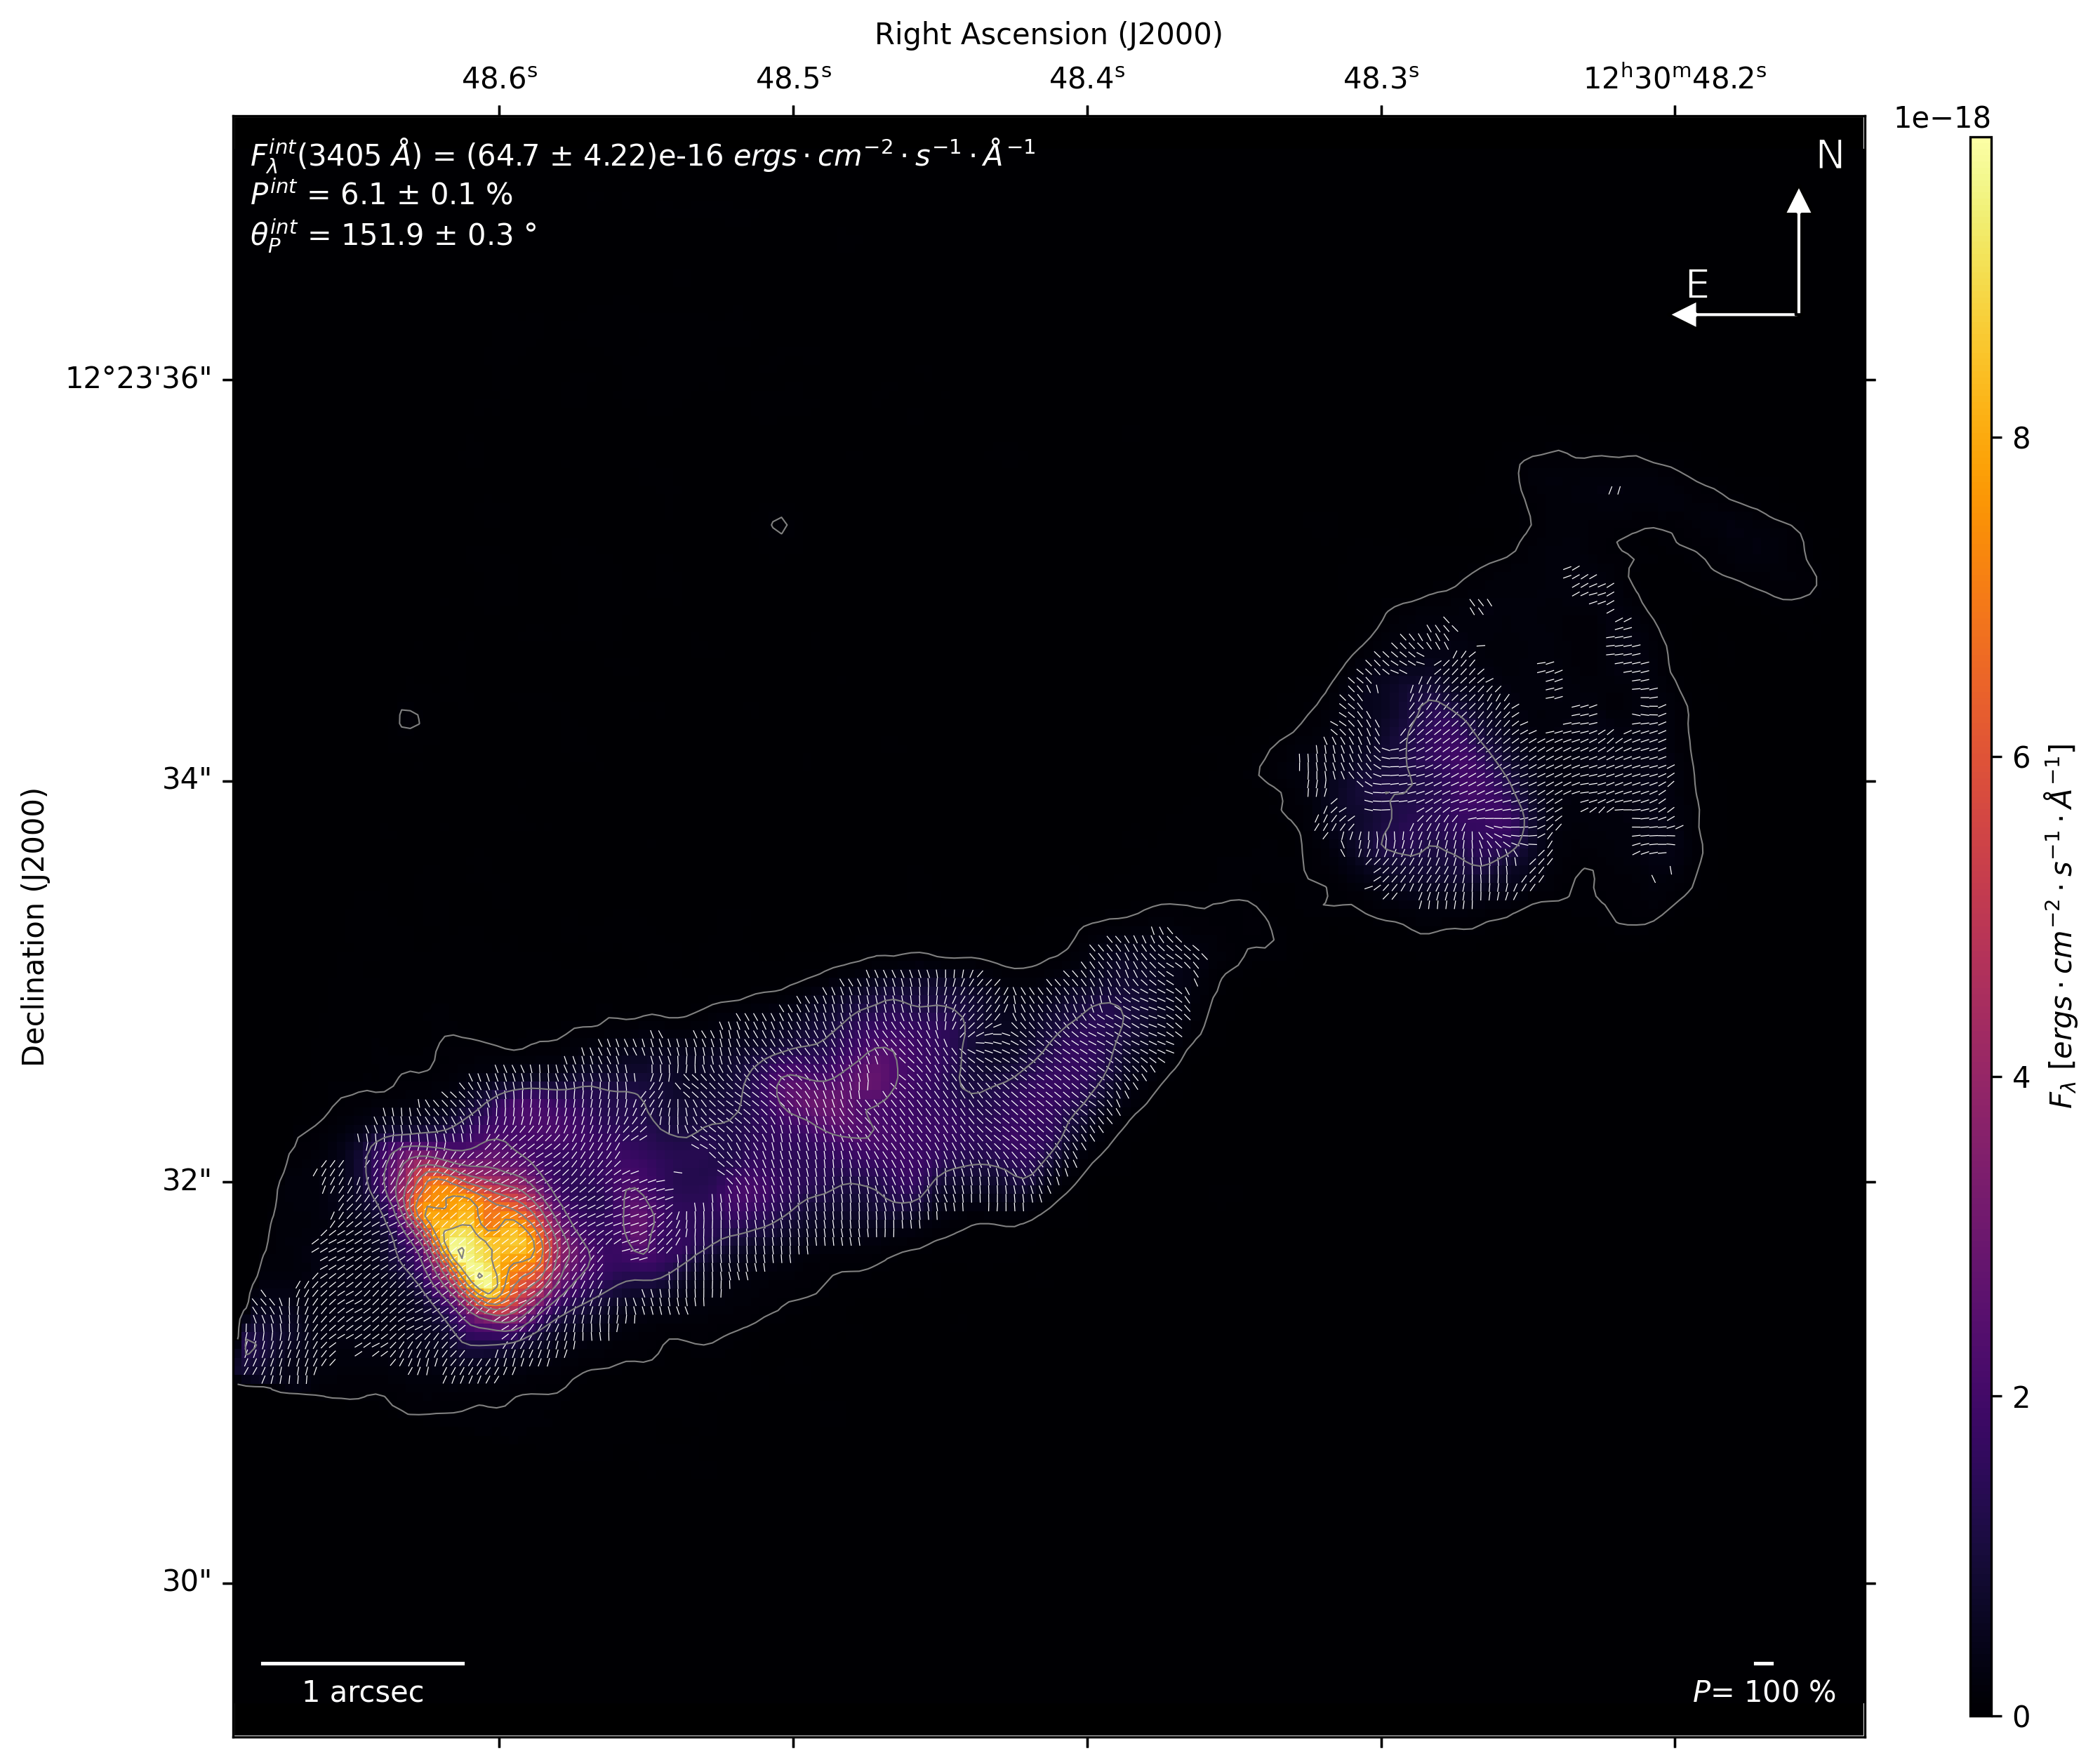 Right Ascension (J2000)
48.6ˢ 48.5ˢ 48.4ˢ 48.3ˢ 12ʰ30ᵐ48.2ˢ
1e−18
F_λ^int(3405 Å) = (64.7 ± 4.22)e-16 ergs · cm⁻² · s⁻¹ · Å⁻¹
P^int = 6.1 ± 0.1 %
θ_P^int = 151.9 ± 0.3 °
N
E
12°23'36"
34"
32"
30"
Declination (J2000)
8
6
4
2
0
F_λ [ergs · cm⁻² · s⁻¹ · Å⁻¹]
1 arcsec
P= 100 %